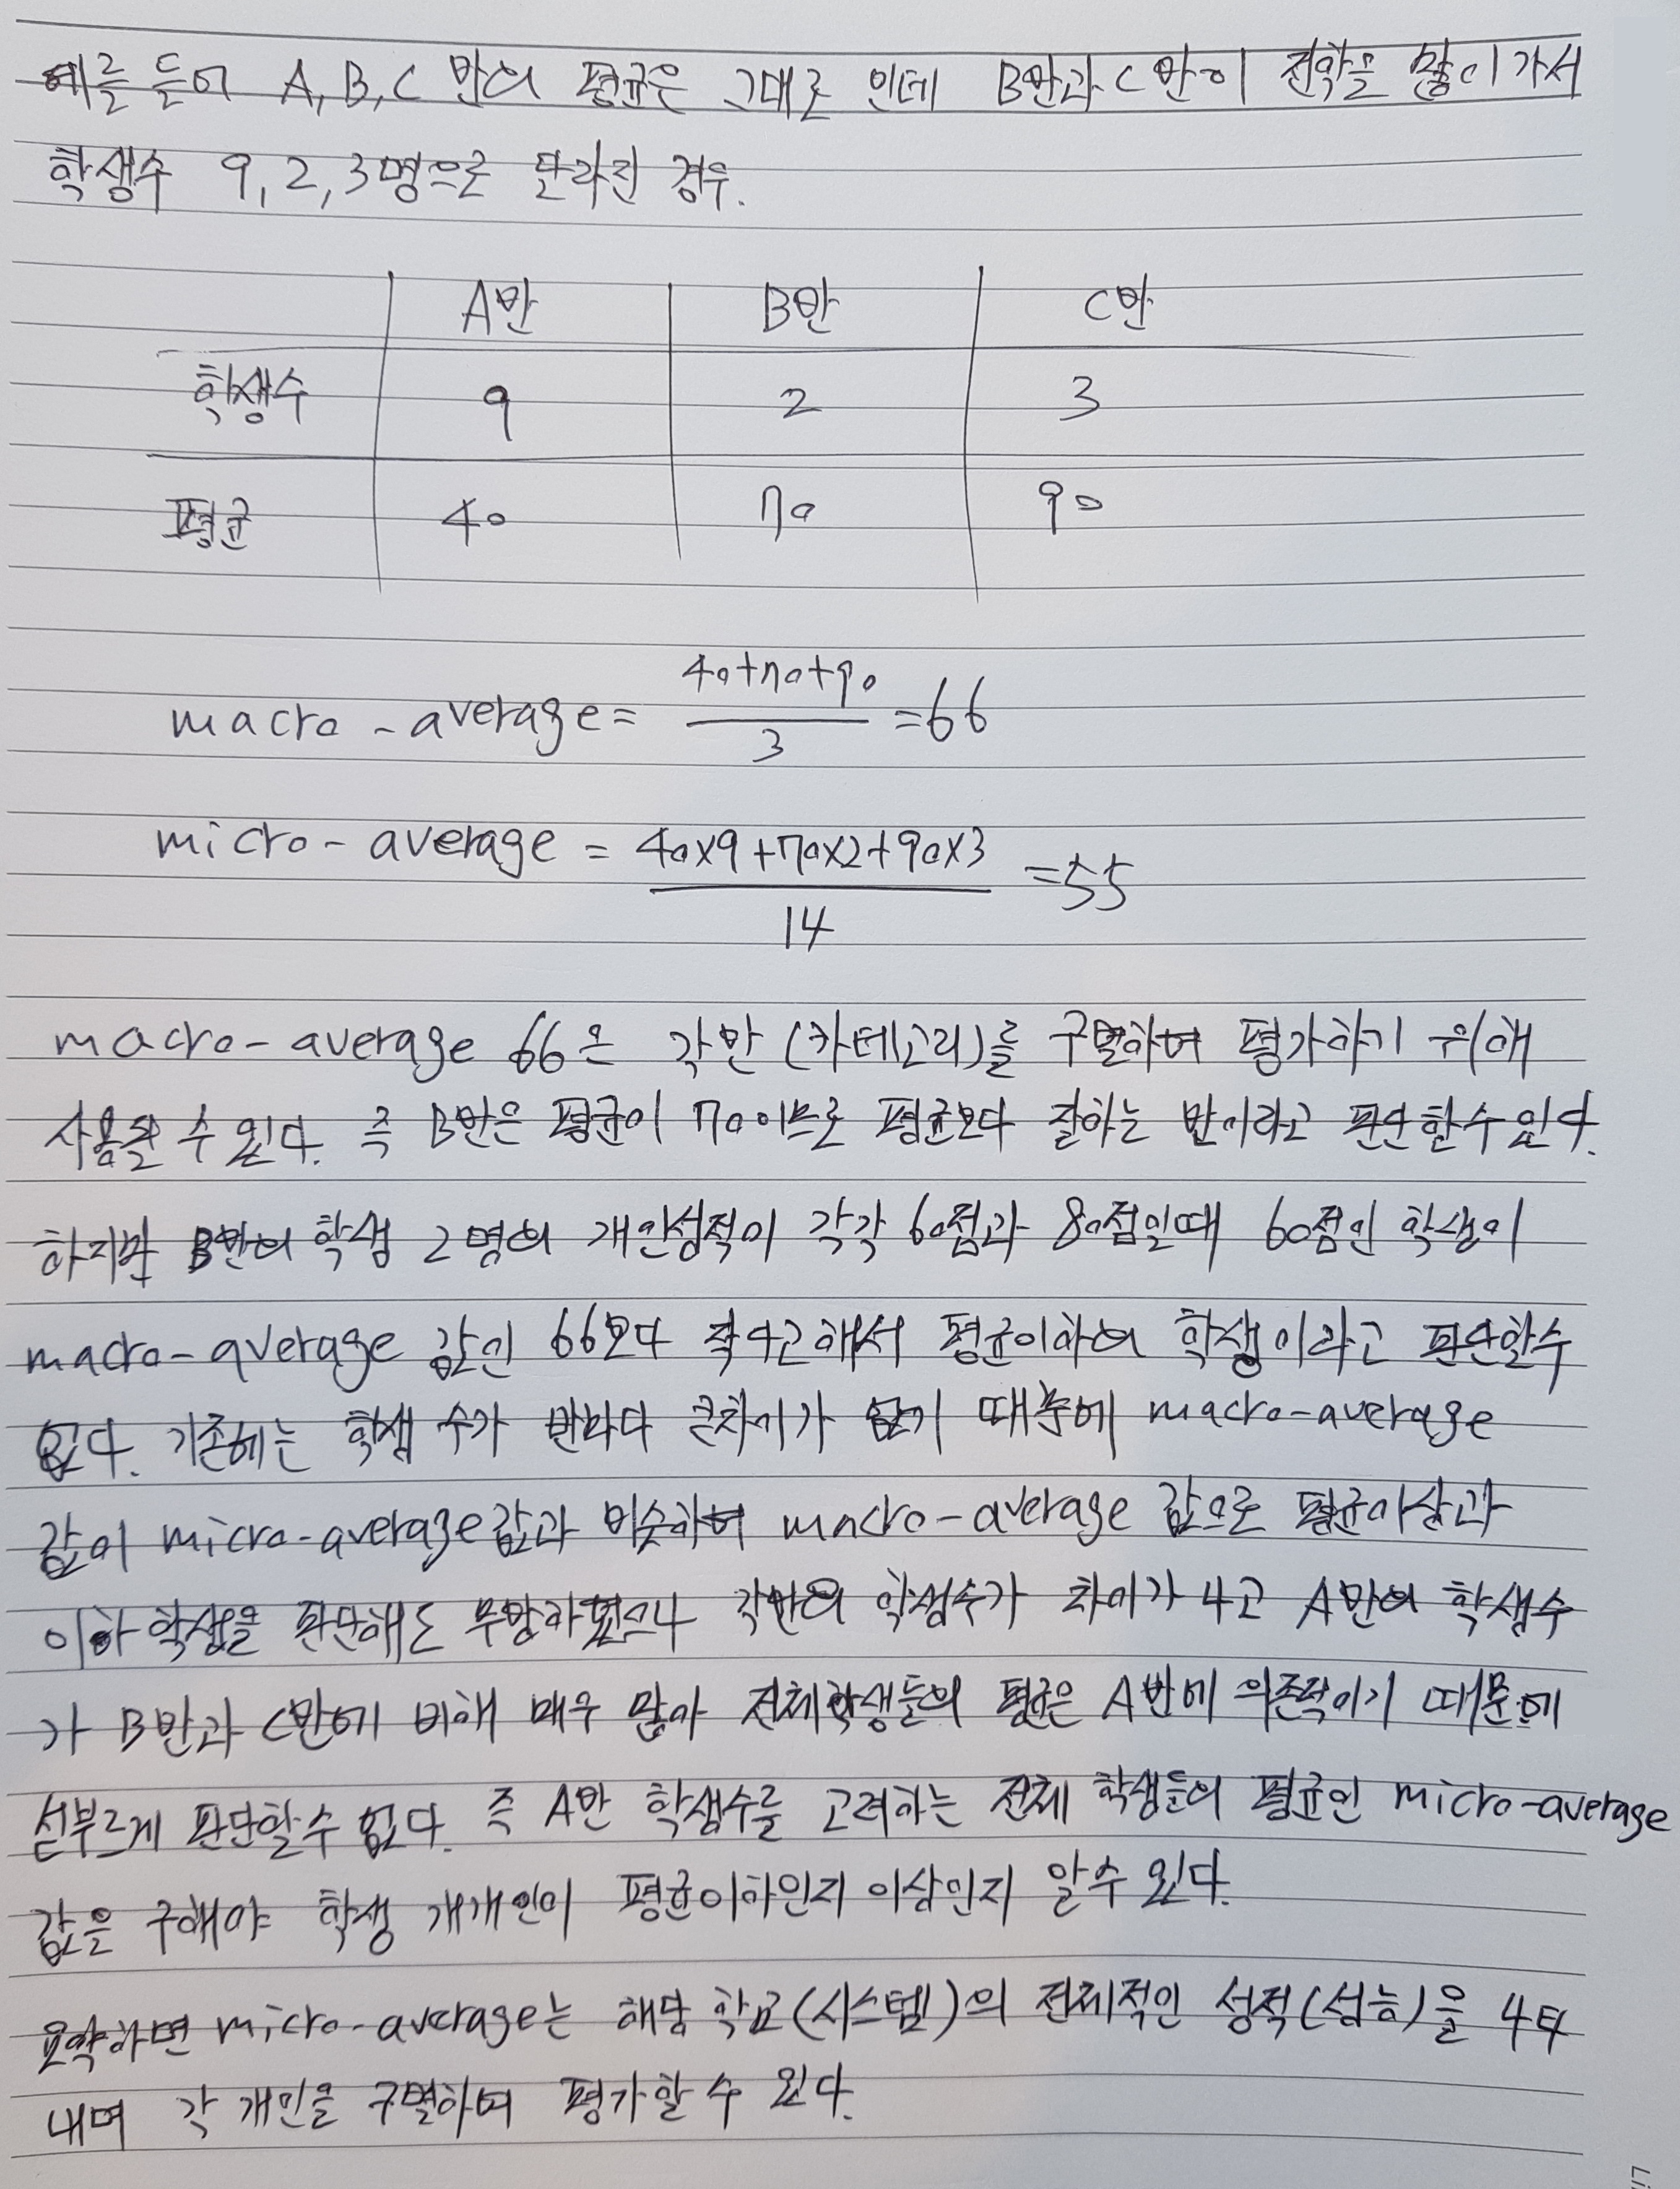 예를 들어 A, B, C 반의 평균은 그대로 인데 B반과 C반이 전학을 많이가서
학생수 9, 2, 3명으로 달라진 경우.
A반 B반 C반
학생수 9 2 3
평균 40 70 90
macro-average = (40+70+90)/3 = 66
micro-average = (40×9+70×2+90×3)/14 = 55
macro-average 66은 각반 (카테고리)를 구별하여 평가하기 위해
사용될 수 있다. 즉 B반은 평균이 70이므로 평균보다 잘하는 반이라고 판단할수 있다.
하지만 B반의 학생 2명의 개인성적이 각각 60점과 80점일때 60점인 학생이
macro-average 값인 66보다 작다고해서 평균이하의 학생이라고 판단할수
없다. 기존에는 학생 수가 반마다 큰차이가 없기 때문에 macro-average
값이 micro-average값과 비슷하여 macro-average 값으로 평균이상과
이하 학생을 판단해도 무방하였으나 각반의 학생수가 차이가 나고 A반의 학생수
가 B반과 C반에 비해 매우 많아 전체학생들의 평균은 A반에 의존적이기 때문에
섣부르게 판단할수 없다. 즉 A반 학생수를 고려하는 전체 학생들의 평균인 micro-average
값을 구해야 학생 개개인이 평균이하인지 이상인지 알수 있다.
요약하면 micro-average는 해당 학교(시스템)의 전체적인 성적(성능)을 나타
내며 각 개인을 구별하여 평가할 수 있다.